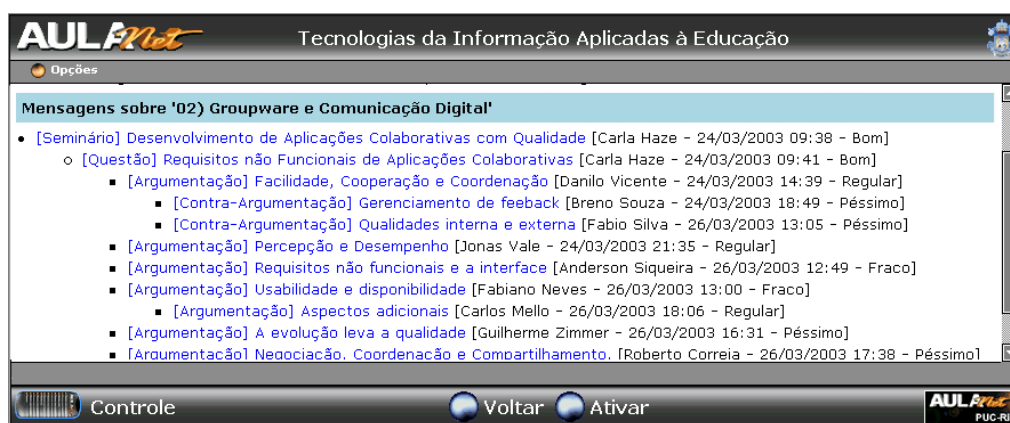 AULANet
Tecnologias da Informação Aplicadas à Educação
Opções
Mensagens sobre '02) Groupware e Comunicação Digital'
[Seminário] Desenvolvimento de Aplicações Colaborativas com Qualidade [Carla Haze - 24/03/2003 09:38 - Bom]
[Questão] Requisitos não Funcionais de Aplicações Colaborativas [Carla Haze - 24/03/2003 09:41 - Bom]
[Argumentação] Facilidade, Cooperação e Coordenação [Danilo Vicente - 24/03/2003 14:39 - Regular]
[Contra-Argumentação] Gerenciamento de feeback [Breno Souza - 24/03/2003 18:49 - Péssimo]
[Contra-Argumentação] Qualidades interna e externa [Fabio Silva - 26/03/2003 13:05 - Péssimo]
[Argumentação] Percepção e Desempenho [Jonas Vale - 24/03/2003 21:35 - Regular]
[Argumentação] Requisitos não funcionais e a interface [Anderson Siqueira - 26/03/2003 12:49 - Fraco]
[Argumentação] Usabilidade e disponibilidade [Fabiano Neves - 26/03/2003 13:00 - Fraco]
[Argumentação] Aspectos adicionais [Carlos Mello - 26/03/2003 18:06 - Regular]
[Argumentação] A evolução leva a qualidade [Guilherme Zimmer - 26/03/2003 16:31 - Péssimo]
[Argumentação] Negociação, Coordenação e Compartilhamento. [Roberto Correia - 26/03/2003 17:38 - Péssimo]
Controle
Voltar
Ativar
AULANet
PUC-RI